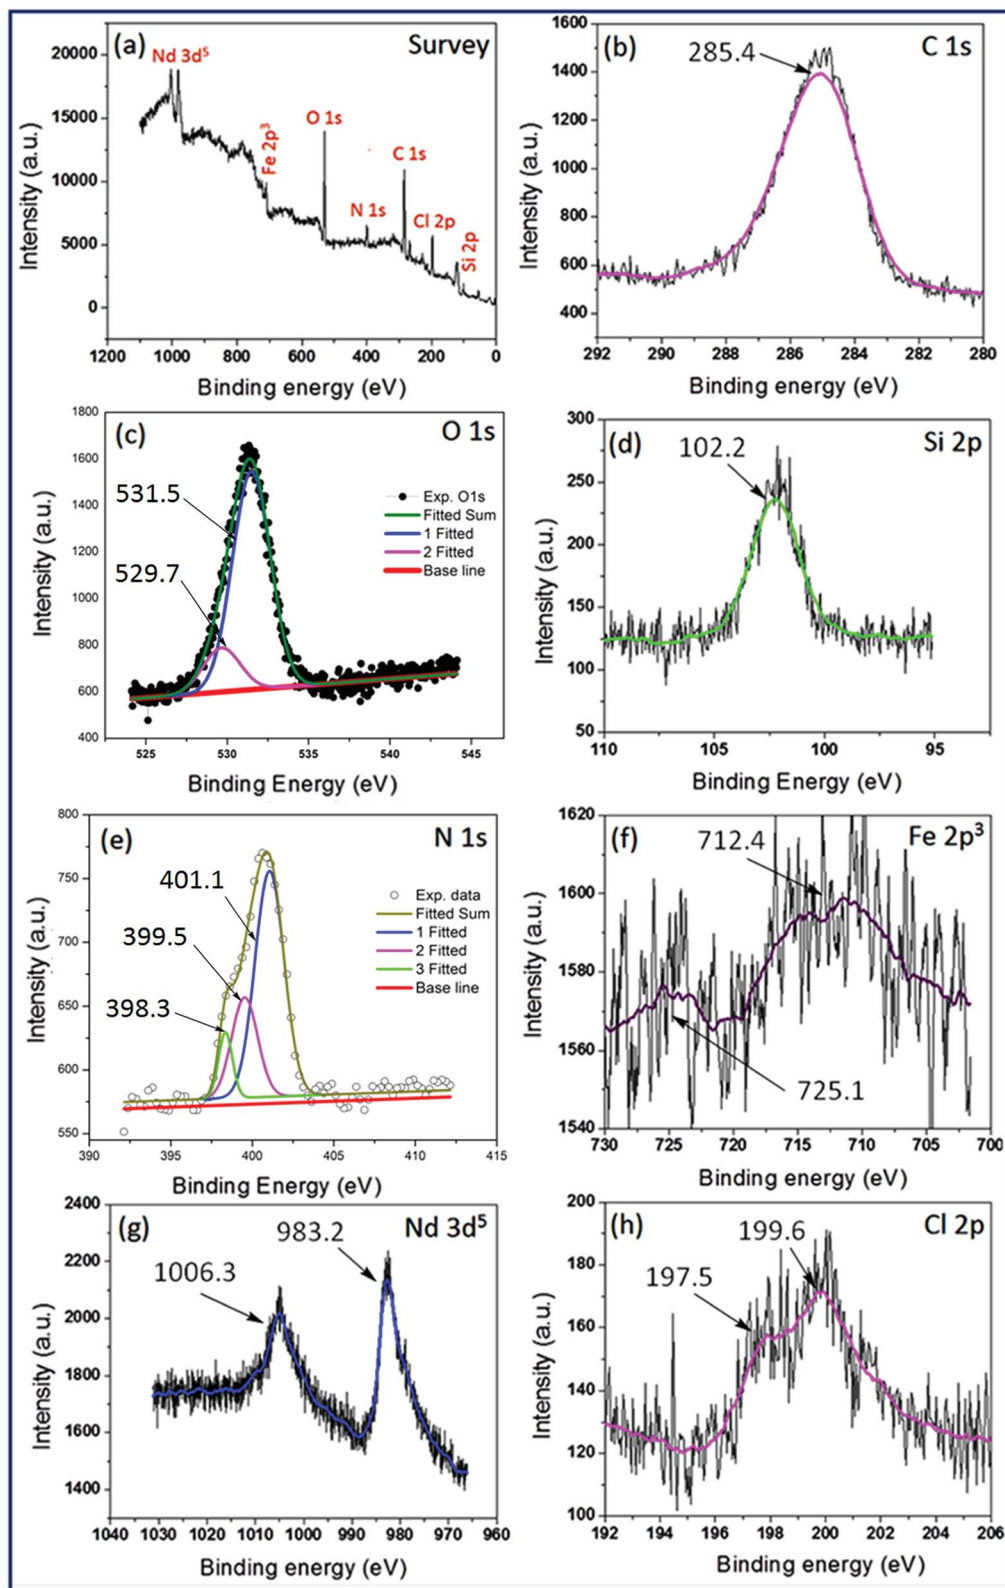 (a) Survey
Nd 3d⁵
Fe 2p³
O 1s
N 1s
C 1s
Cl 2p
Si 2p
20000
15000
10000
5000
0
Intensity (a.u.)
1200 1000 800 600 400 200 0
Binding energy (eV)
(b) C 1s
285.4
1600
1400
1200
1000
800
600
400
Intensity (a.u.)
292 290 288 286 284 282 280
Binding energy (eV)
(c) O 1s
531.5
529.7
Exp. O1s
Fitted Sum
1 Fitted
2 Fitted
Base line
1800
1600
1400
1200
1000
800
600
400
Intensity (a.u.)
525 530 535 540 545
Binding Energy (eV)
(d) Si 2p
102.2
300
250
200
150
100
50
Intensity (a.u.)
110 105 100 95
Binding Energy (eV)
(e) N 1s
401.1
399.5
398.3
Exp. data
Fitted Sum
1 Fitted
2 Fitted
3 Fitted
Base line
800
750
700
650
600
550
Intensity (a.u.)
390 395 400 405 410 415
Binding Energy (eV)
(f) Fe 2p³
712.4
725.1
1620
1600
1580
1560
1540
Intensity (a.u.)
730 725 720 715 710 705 700
Binding energy (eV)
(g) Nd 3d⁵
983.2
1006.3
2400
2200
2000
1800
1600
1400
Intensity (a.u.)
1040 1030 1020 1010 1000 990 980 970 960
Binding energy (eV)
(h) Cl 2p
199.6
197.5
200
180
160
140
120
100
Intensity (a.u.)
192 194 196 198 200 202 204 206
Binding energy (eV)